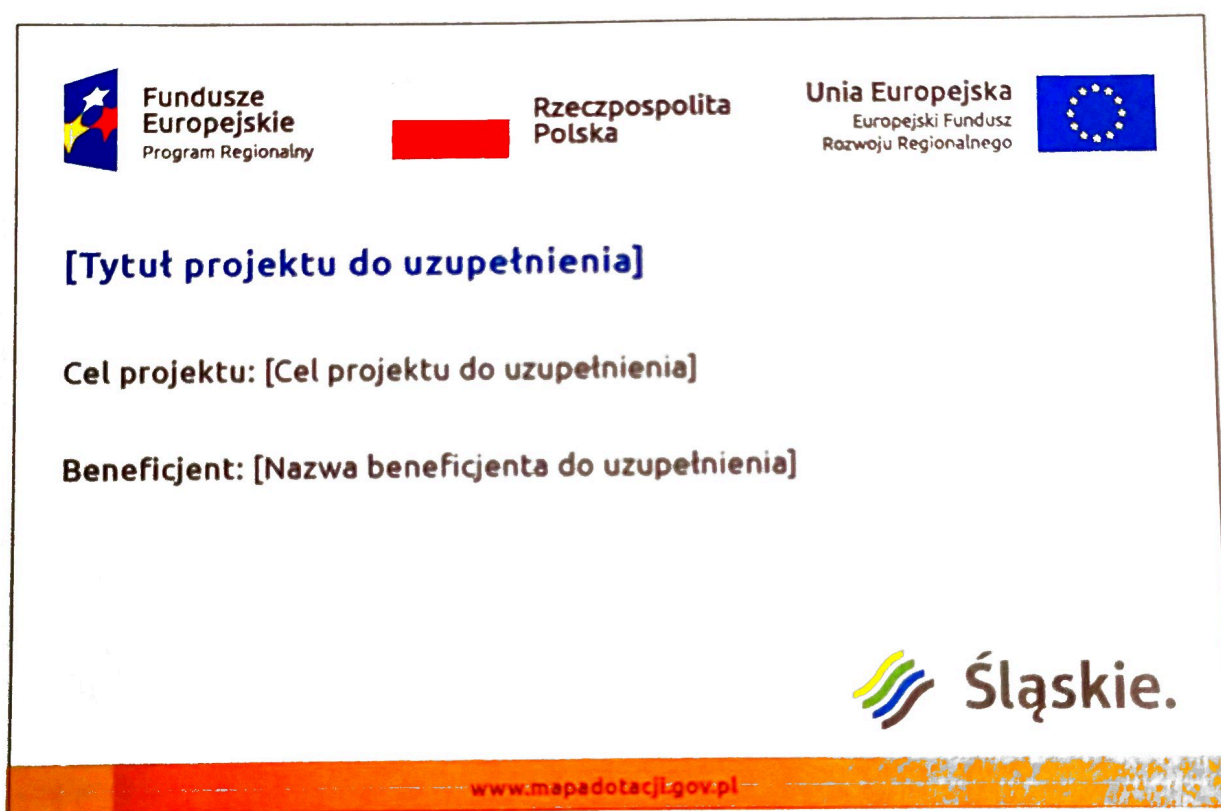 Fundusze
Europejskie
Program Regionalny
Rzeczpospolita
Polska
Unia Europejska
Europejski Fundusz
Rozwoju Regionalnego
[Tytuł projektu do uzupełnienia]
Cel projektu: [Cel projektu do uzupełnienia]
Beneficjent: [Nazwa beneficjenta do uzupełnienia]
Śląskie.
www.mapadotacji.gov.pl